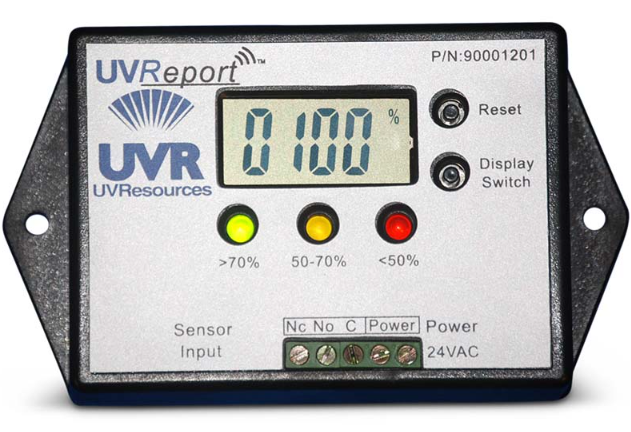 UVReport™
P/N:90001201
0100 %
Reset
UVR
UVResources
Display
Switch
>70%
50-70%
<50%
Sensor
Input
Nc No C Power
Power
24VAC